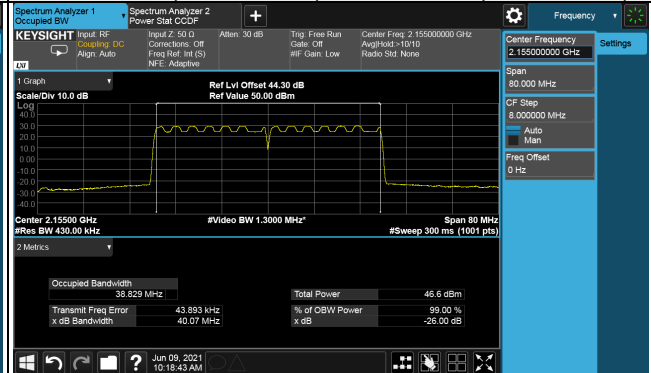 Spectrum Analyzer 1
Occupied BW
Spectrum Analyzer 2
Power Stat CCDF
Frequency
KEYSIGHT
Input: RF
Coupling: DC
Align: Auto
Input Z: 50 Ω
Corrections: Off
Freq Ref: Int (S)
NFE: Adaptive
Atten: 30 dB
Trig: Free Run
Gate: Off
#IF Gain: Low
Center Freq: 2.155000000 GHz
Avg|Hold:>10/10
Radio Std: None
LXI
Center Frequency
2.155000000 GHz
Settings
Span
80.000 MHz
CF Step
8.000000 MHz
Auto
Man
Freq Offset
0 Hz
1 Graph
Scale/Div 10.0 dB
Ref Lvl Offset 44.30 dB
Ref Value 50.00 dBm
Log
40.0
30.0
20.0
10.0
0.00
-10.0
-20.0
-30.0
-40.0
Center 2.15500 GHz
#Video BW 1.3000 MHz*
Span 80 MHz
#Res BW 430.00 kHz
#Sweep 300 ms (1001 pts)
2 Metrics
Occupied Bandwidth
38.829 MHz
Total Power 46.6 dBm
Transmit Freq Error 43.893 kHz
% of OBW Power 99.00 %
x dB Bandwidth 40.07 MHz
x dB -26.00 dB
?
Jun 09, 2021
10:18:43 AM